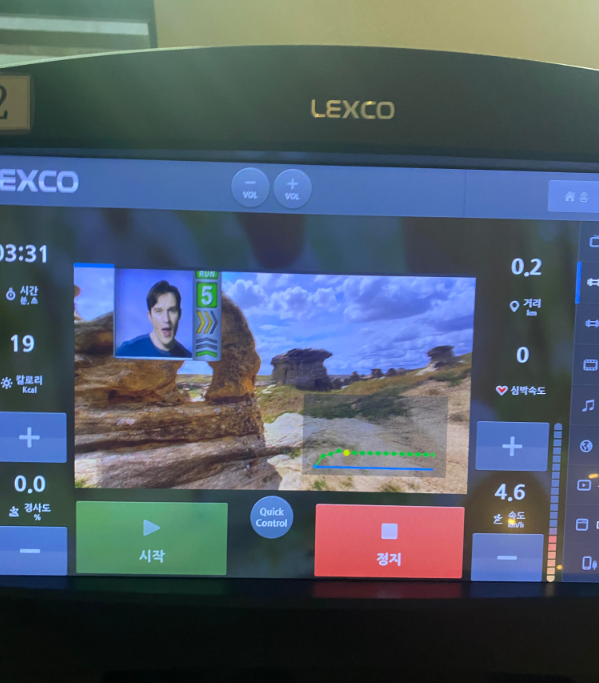 2
LEXCO
EXCO
− VOL
+ VOL
홈
03:31
시간
분,초
19
칼로리
Kcal
+
0.0
경사도
%
−
RUN
5
0.2
거리
km
0
심박속도
+
4.6
속도
km/h
−
시작
Quick
Control
정지